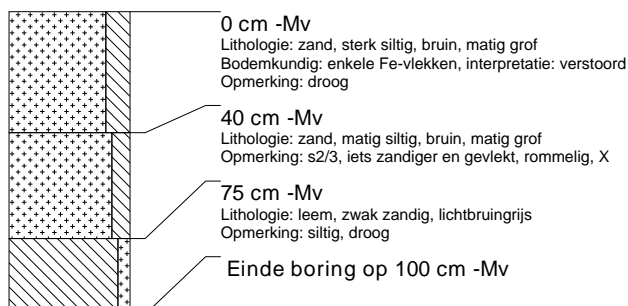 0 cm -Mv
Lithologie: zand, sterk siltig, bruin, matig grof
Bodemkundig: enkele Fe-vlekken, interpretatie: verstoord
Opmerking: droog
40 cm -Mv
Lithologie: zand, matig siltig, bruin, matig grof
Opmerking: s2/3, iets zandiger en gevlekt, rommelig, X
75 cm -Mv
Lithologie: leem, zwak zandig, lichtbruingrijs
Opmerking: siltig, droog
Einde boring op 100 cm -Mv